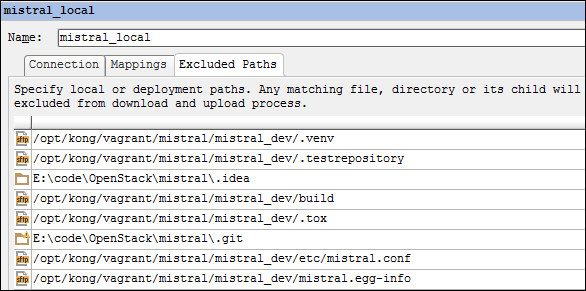 mistral_local
Name: mistral_local
Connection Mappings Excluded Paths
Specify local or deployment paths. Any matching file, directory or its child will
excluded from download and upload process.
sftp /opt/kong/vagrant/mistral/mistral_dev/.venv
sftp /opt/kong/vagrant/mistral/mistral_dev/.testrepository
E:\code\OpenStack\mistral\.idea
sftp /opt/kong/vagrant/mistral/mistral_dev/build
sftp /opt/kong/vagrant/mistral/mistral_dev/.tox
E:\code\OpenStack\mistral\.git
sftp /opt/kong/vagrant/mistral/mistral_dev/etc/mistral.conf
sftp /opt/kong/vagrant/mistral/mistral_dev/mistral.egg-info